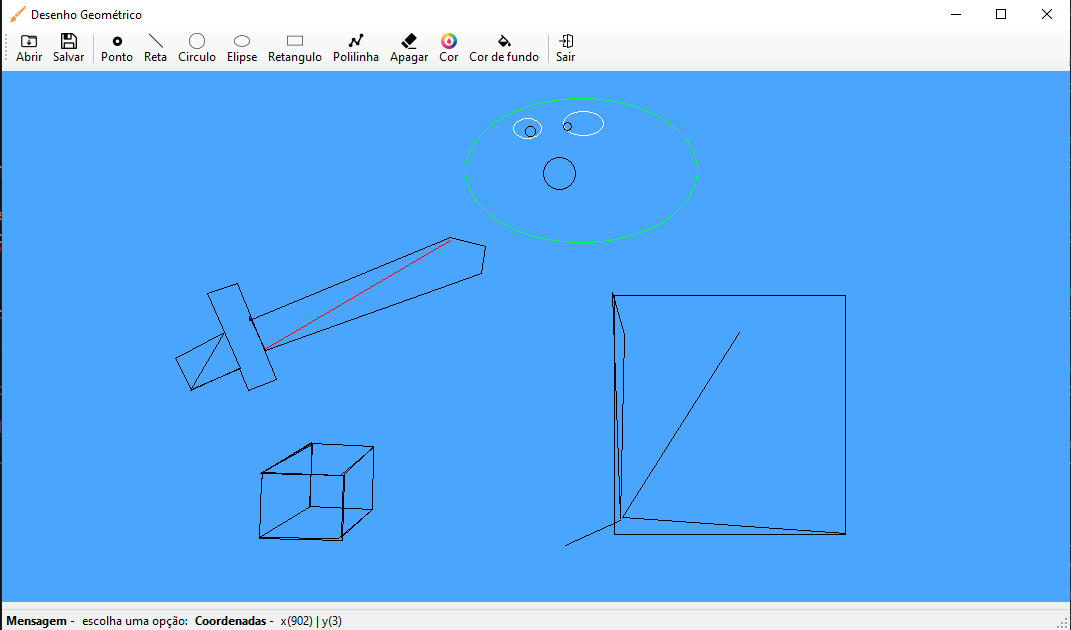 Desenho Geométrico
Abrir Salvar Ponto Reta Circulo Elipse Retangulo Polilinha Apagar Cor Cor de fundo Sair
Mensagem - escolha uma opção: Coordenadas - x(902) | y(3)